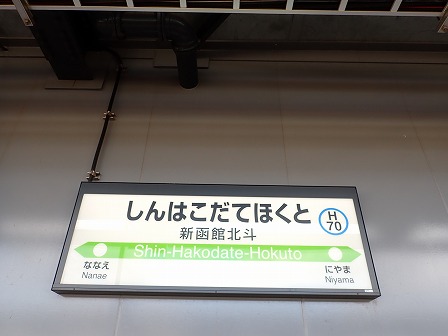 しんはこだてほくと
H
70
新函館北斗
Shin-Hakodate-Hokuto
ななえ
Nanae
にやま
Niyama